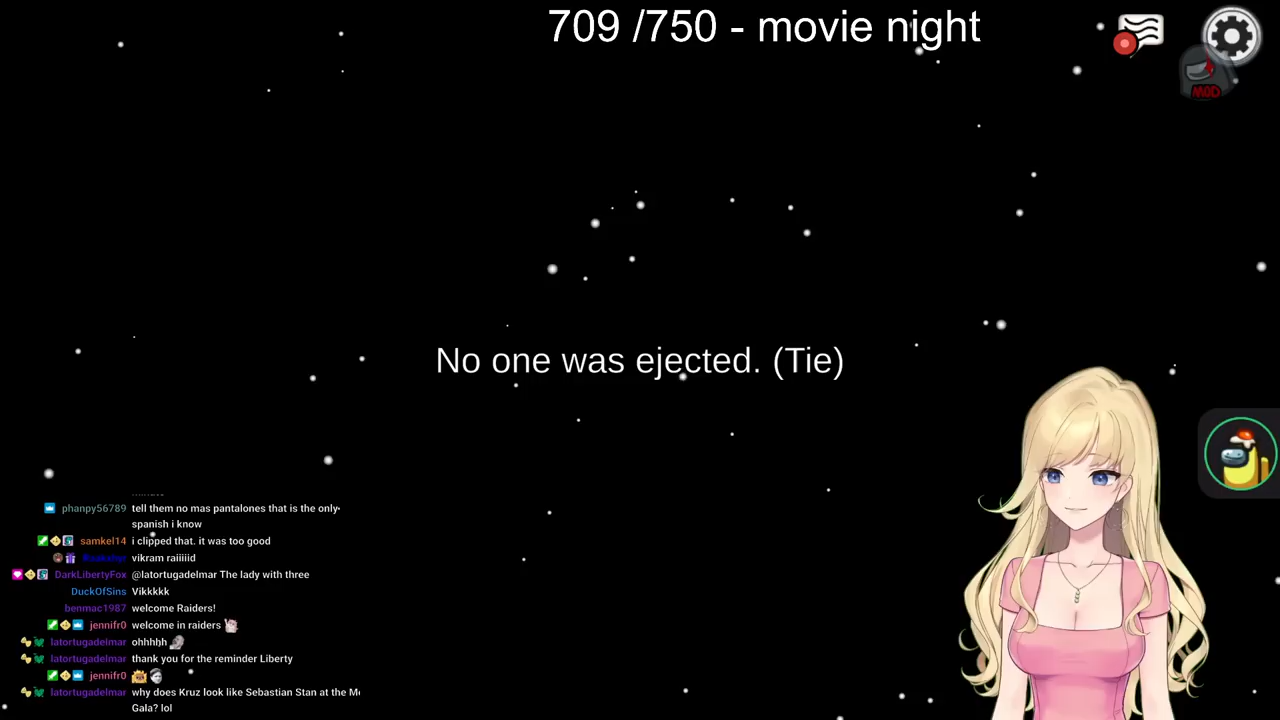 709 /750 - movie night
MOD
No one was ejected. (Tie)
phanpy56789 tell them no mas pantalones that is the only
spanish i know
samkel14 i clipped that. it was too good
vikram raiiiiid
DarkLibertyFox @latortugadelmar The lady with three
DuckOfSins Vikkkkk
benmac1987 welcome Raiders!
jennifr0 welcome in raiders
latortugadelmar ohhhhh
latortugadelmar thank you for the reminder Liberty
jennifr0
latortugadelmar why does Kruz look like Sebastian Stan at the Me
Gala? lol